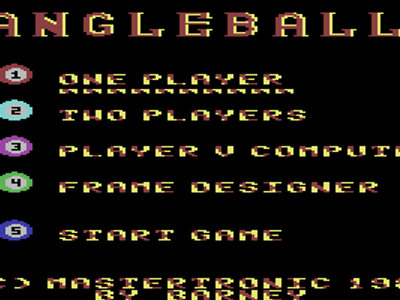 ANGLEBALL
1 ONE PLAYER
2 TWO PLAYERS
3 PLAYER V COMPUT
4 FRAME DESIGNER
5 START GAME
(C) MASTERTRONIC 198
BY BARNEY